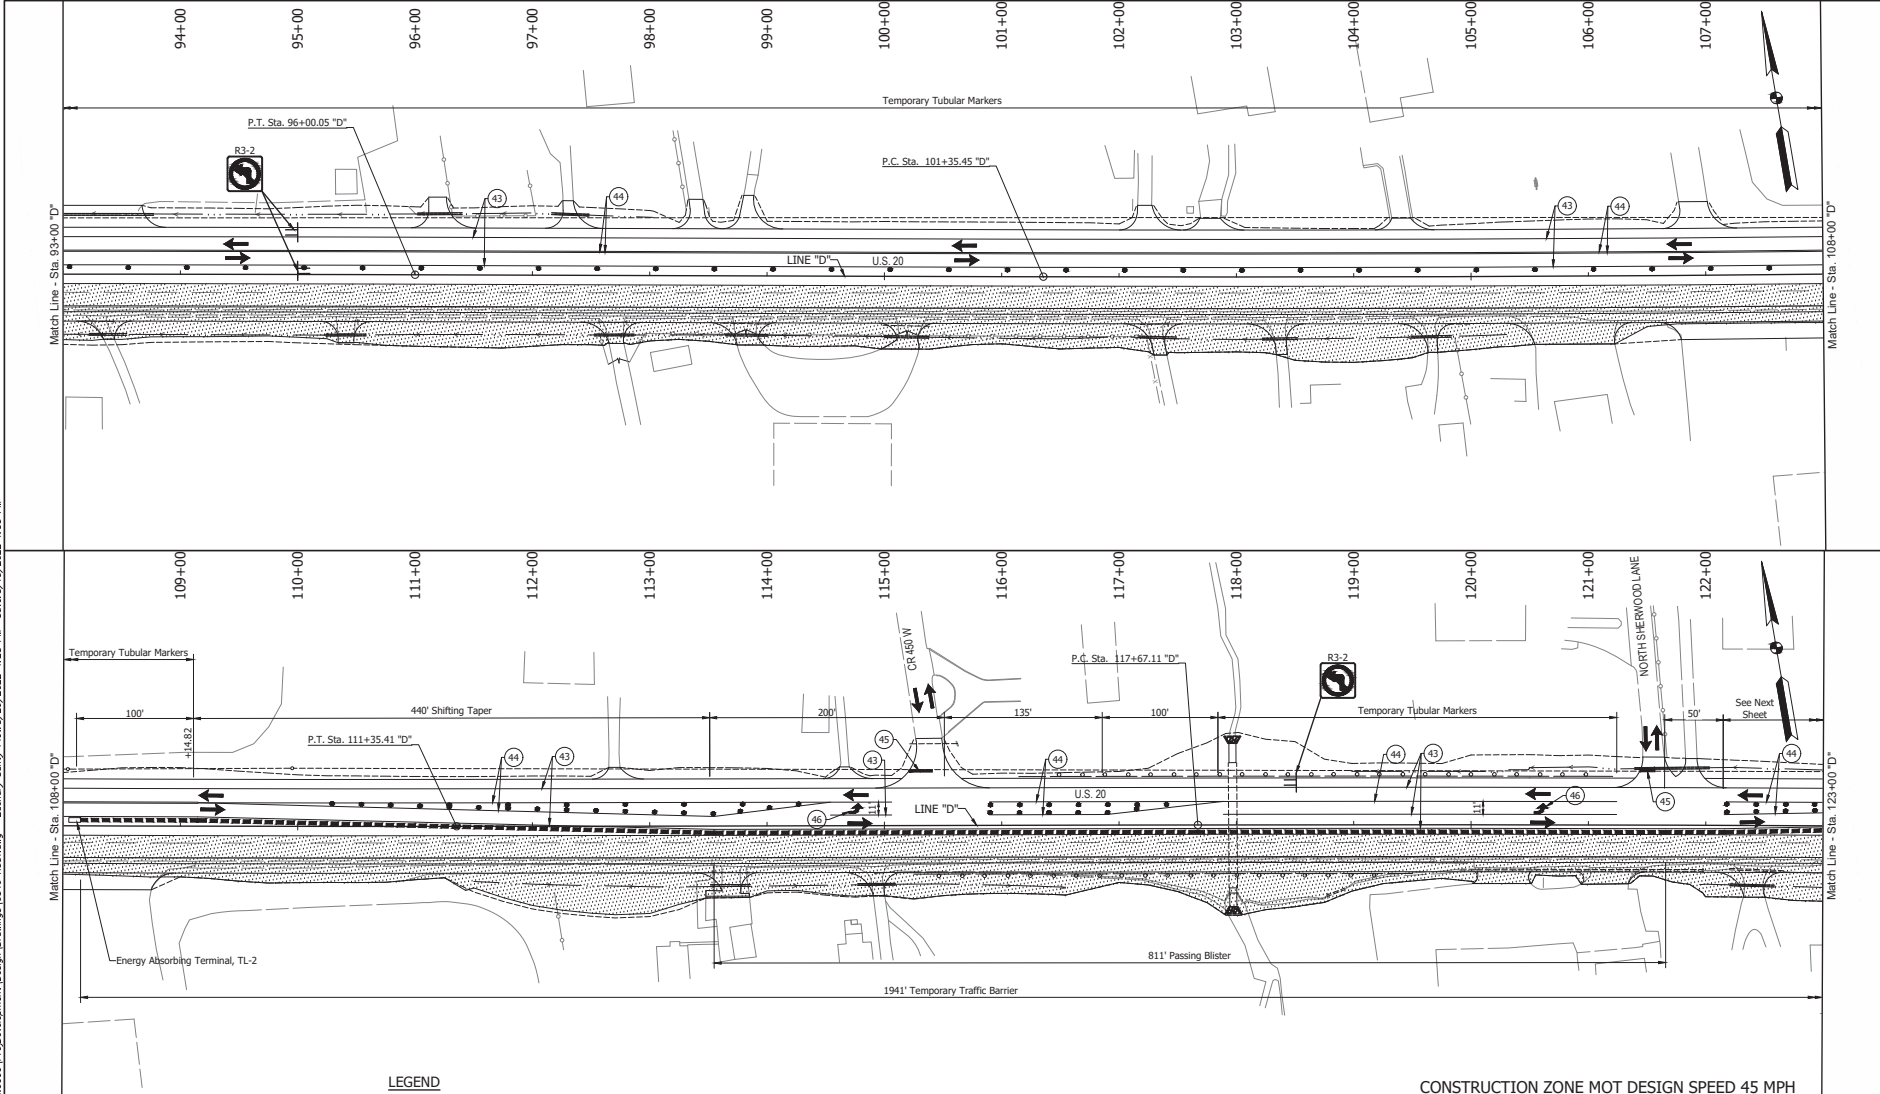 94+00
95+00
96+00
97+00
98+00
99+00
100+00
101+00
102+00
103+00
104+00
105+00
106+00
107+00
Temporary Tubular Markers
P.T. Sta. 96+00.05 "D"
R3-2
P.C. Sta. 101+35.45 "D"
43
44
43
44
LINE "D"
U.S. 20
Match Line - Sta. 93+00 "D"
Match Line - Sta. 108+00 "D"
109+00
110+00
111+00
112+00
113+00
114+00
115+00
116+00
117+00
118+00
119+00
120+00
121+00
122+00
Temporary Tubular Markers
CR 450 W
P.C. Sta. 117+67.11 "D"
R3-2
NORTH SHERWOOD LANE
100'
440' Shifting Taper
200'
135'
100'
Temporary Tubular Markers
50'
See Next
Sheet
+14.82
P.T. Sta. 111+35.41 "D"
44
43
45
43
44
44
43
44
U.S. 20
LINE "D"
11'
11'
46
46
45
Match Line - Sta. 108+00 "D"
Match Line - Sta. 123+00 "D"
Energy Absorbing Terminal, TL-2
811' Passing Blister
1941' Temporary Traffic Barrier
LEGEND
CONSTRUCTION ZONE MOT DESIGN SPEED 45 MPH